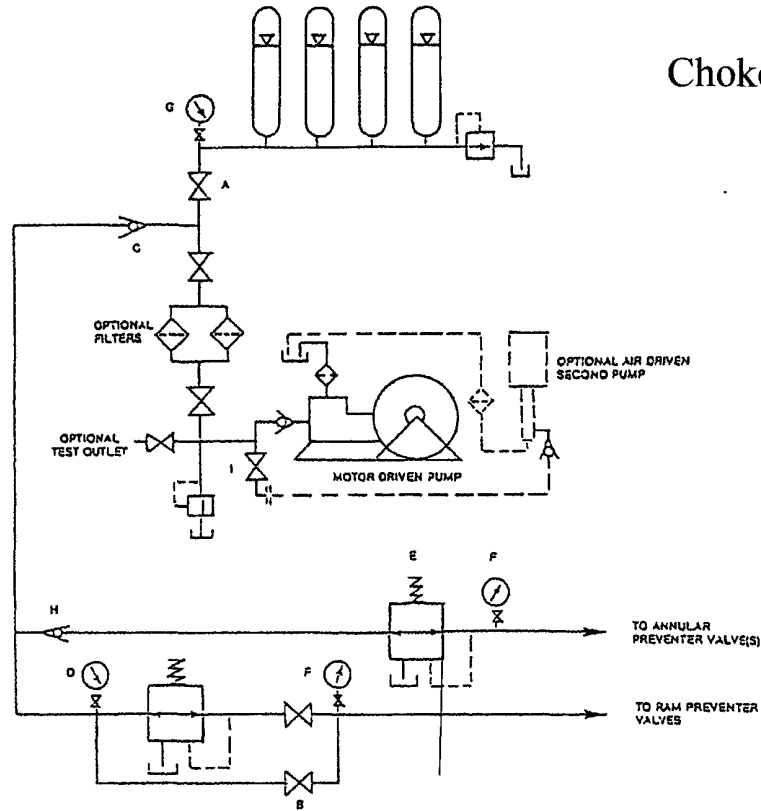 Choke
G
A
C
OPTIONAL
FILTERS
OPTIONAL AIR DRIVEN
SECOND PUMP
OPTIONAL
TEST OUTLET
I
MOTOR DRIVEN PUMP
E
F
H
TO ANNULAR
PREVENTER VALVE(S)
D
F
TO RAM PREVENTER
VALVES
B